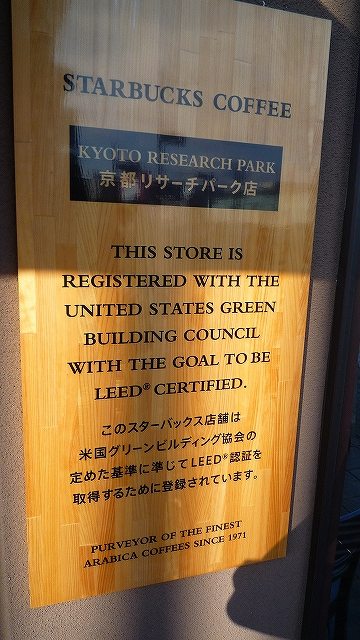 STARBUCKS COFFEE
KYOTO RESEARCH PARK
京都リサーチパーク店
THIS STORE IS
REGISTERED WITH THE
UNITED STATES GREEN
BUILDING COUNCIL
WITH THE GOAL TO BE
LEED® CERTIFIED.
このスターバックス店舗は
米国グリーンビルディング協会の
定めた基準に準じてLEED®認証を
取得するために登録されています。
PURVEYOR OF THE FINEST
ARABICA COFFEES SINCE 1971